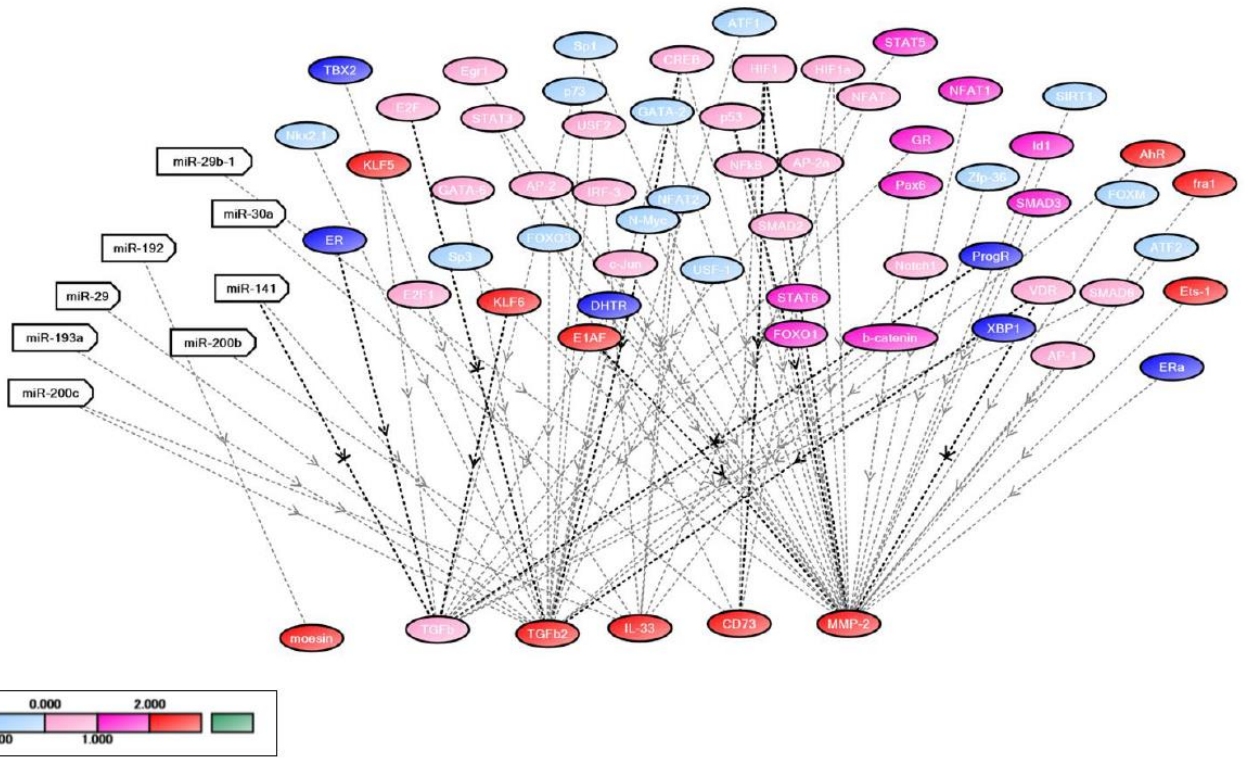 ATF1
STAT5
Sp1
CREB
HIF1
HIF1a
TBX2
Egr1
p73
NFAT
NFAT1
SIRT1
E2F
STAT3
USF2
GATA-2
p53
Nkx2.1
GR
Id1
miR-29b-1
KLF5
NFkB
AP-2a
AhR
Zfp-36
fra1
GATA-6
AP-2
IRF-3
NFAT2
Pax6
SMAD3
FOXM
miR-30a
N-Myc
SMAD2
miR-192
ER
FOXO3
ATF2
Sp3
c-Jun
USF-1
Notch1
ProgR
miR-141
miR-29
E2F1
KLF6
DHTR
STAT6
VDR
SMAD6
Ets-1
miR-193a
miR-200b
E1AF
FOXO1
b-catenin
XBP1
AP-1
ERa
miR-200c
moesin
TGFb
TGFb2
IL-33
CD73
MMP-2
0.000
2.000
00
1.000